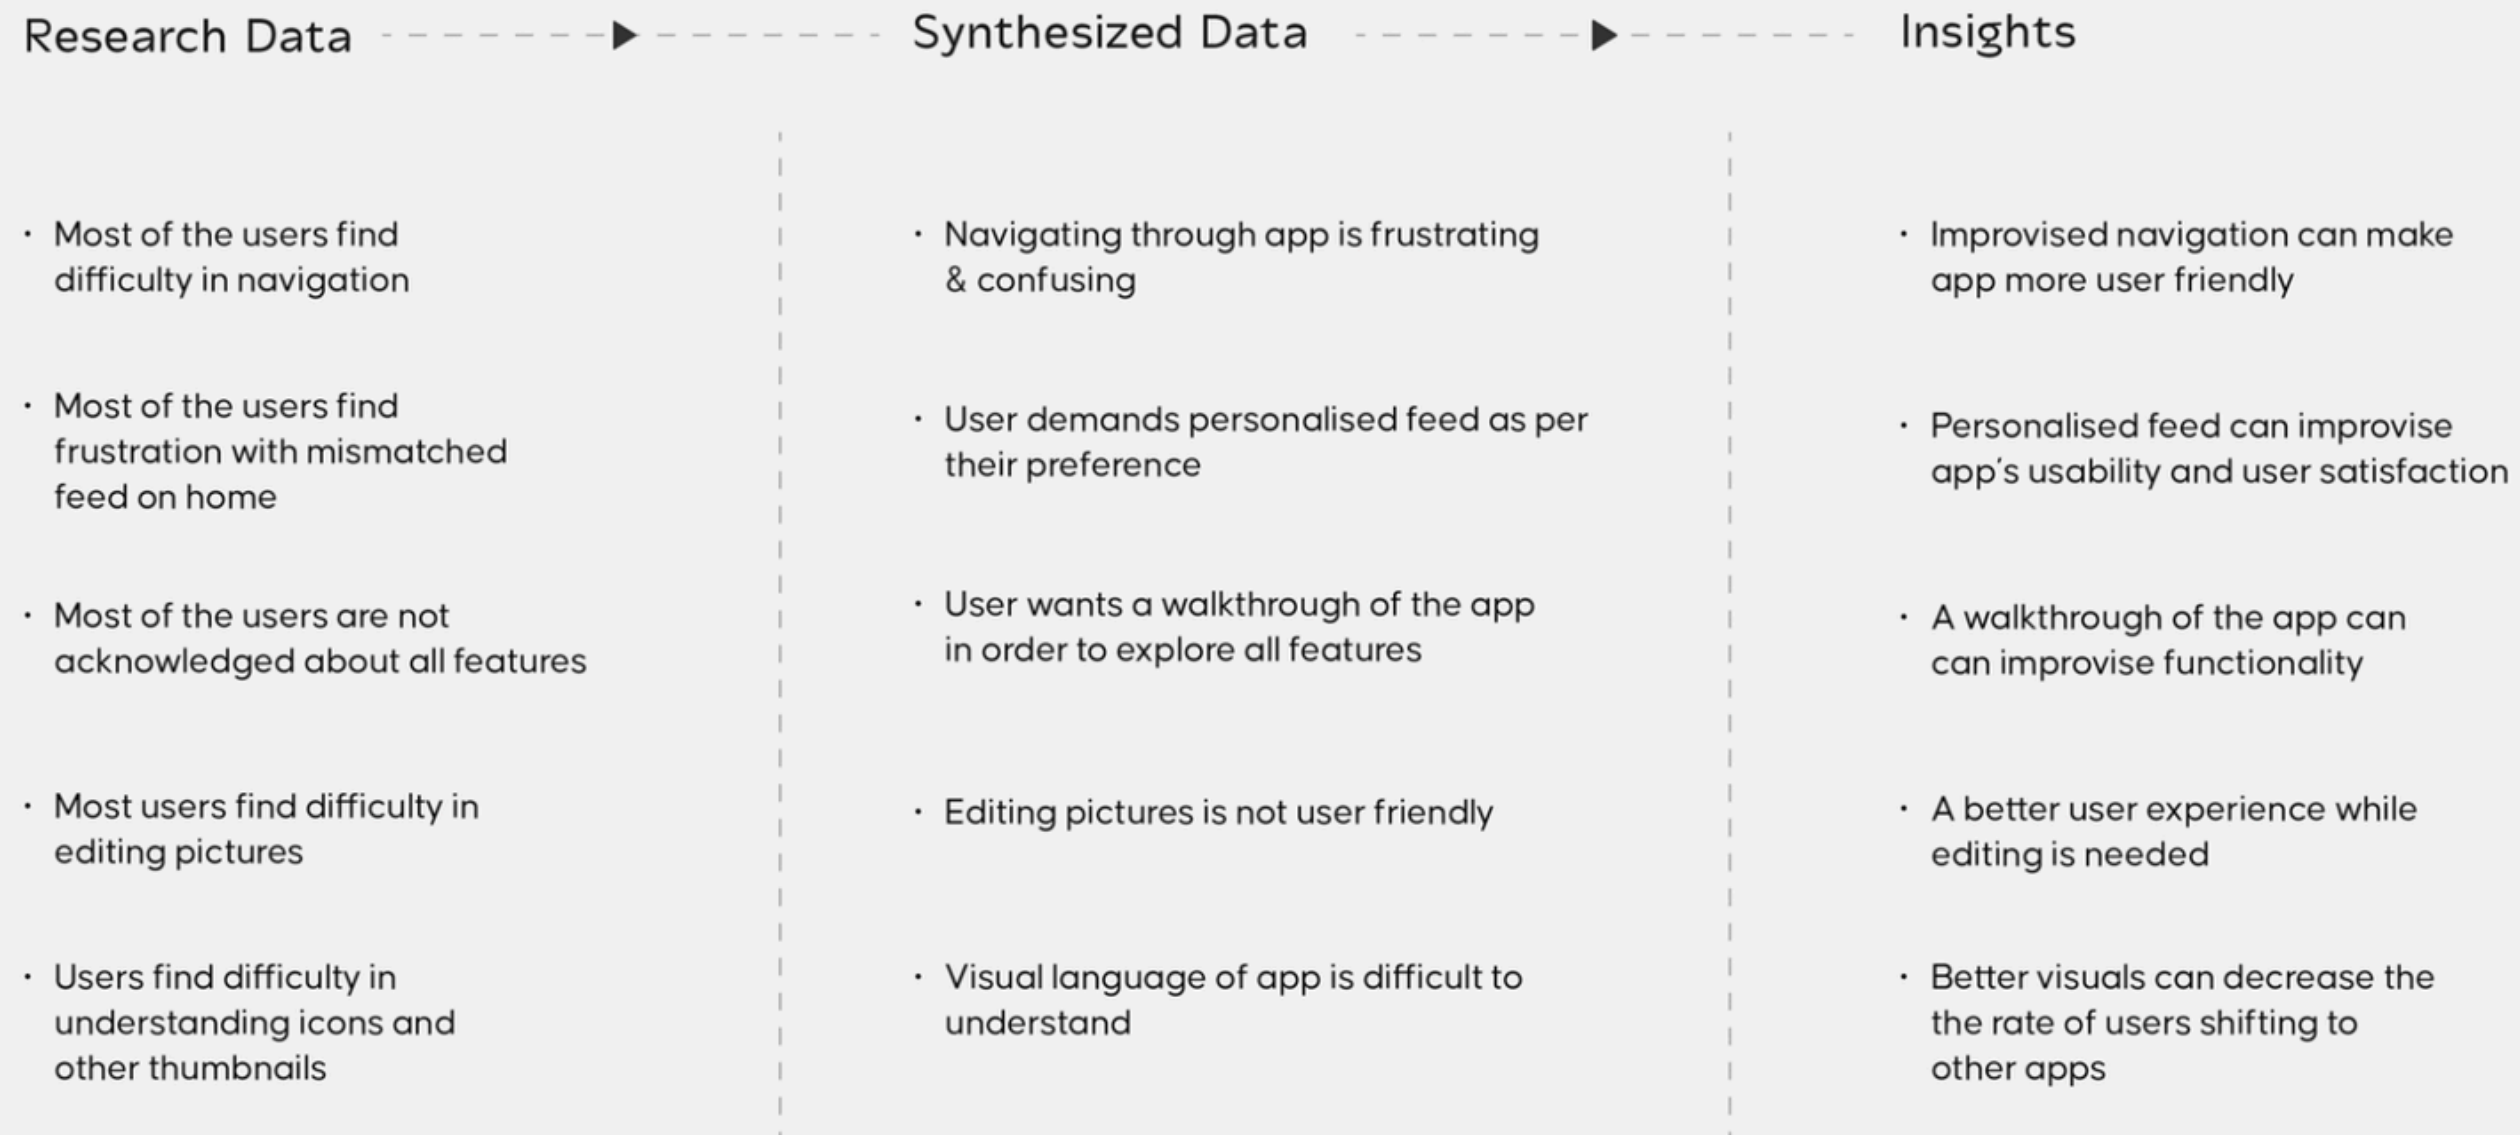 Research Data
Synthesized Data
Insights
· Most of the users find
difficulty in navigation
· Most of the users find
frustration with mismatched
feed on home
· Most of the users are not
acknowledged about all features
· Most users find difficulty in
editing pictures
· Users find difficulty in
understanding icons and
other thumbnails
· Navigating through app is frustrating
& confusing
· User demands personalised feed as per
their preference
· User wants a walkthrough of the app
in order to explore all features
· Editing pictures is not user friendly
· Visual language of app is difficult to
understand
· Improvised navigation can make
app more user friendly
· Personalised feed can improvise
app's usability and user satisfaction
· A walkthrough of the app can
can improvise functionality
· A better user experience while
editing is needed
· Better visuals can decrease the
the rate of users shifting to
other apps